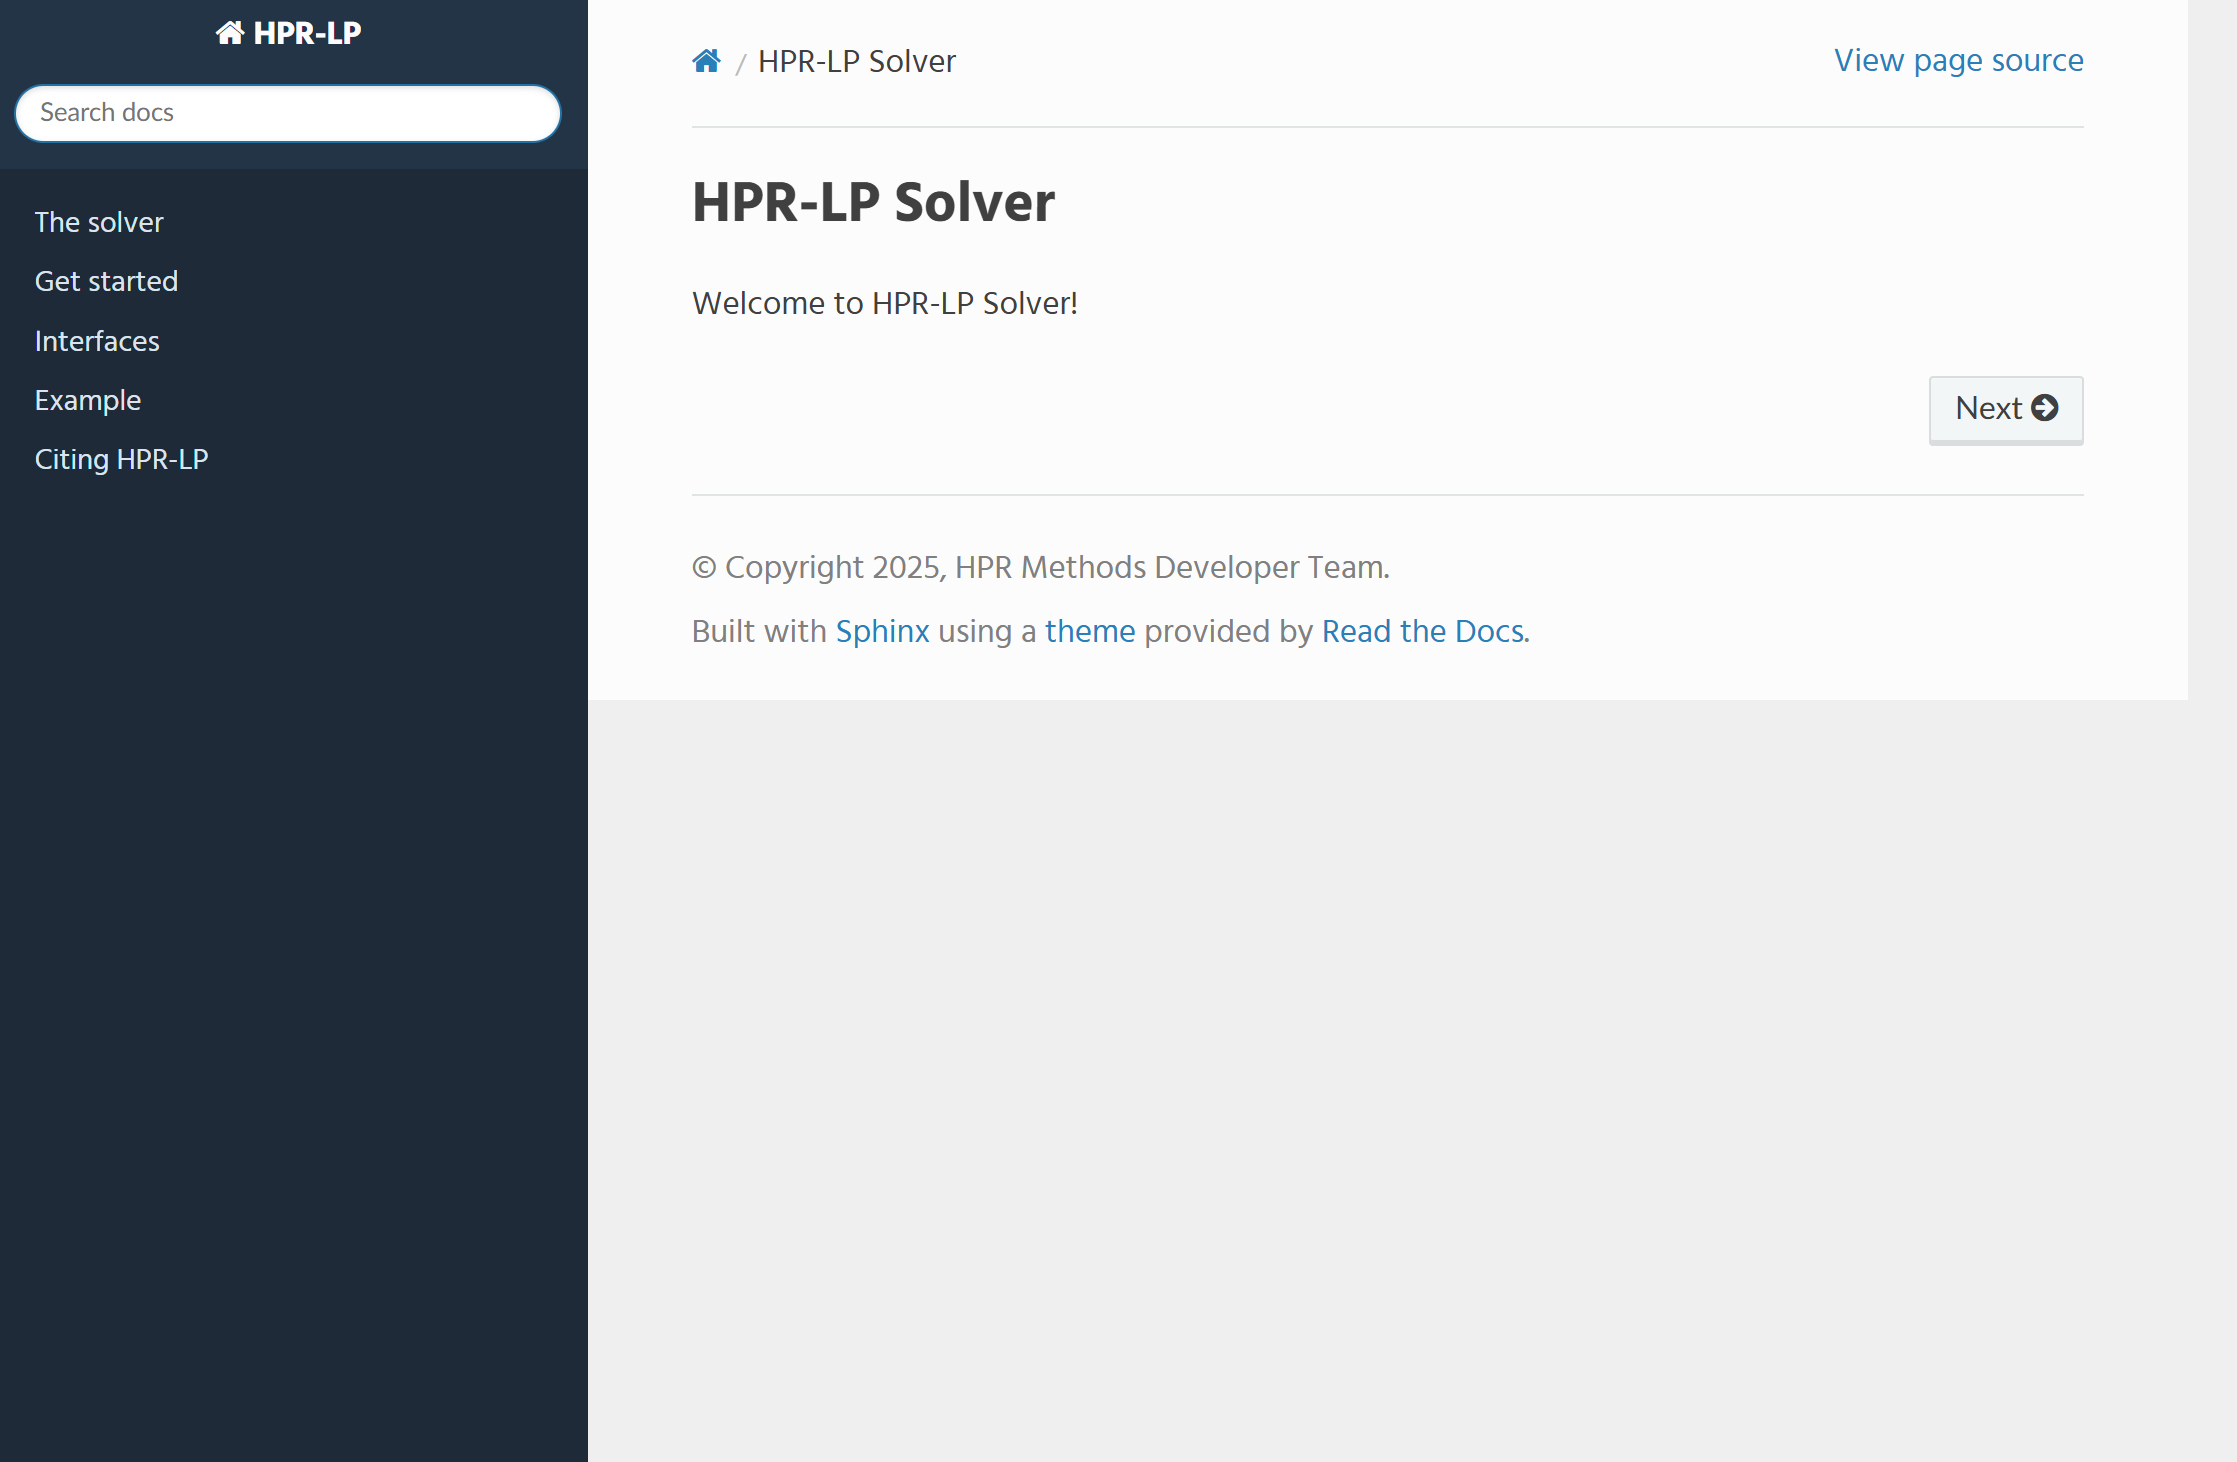 HPR-LP
Search docs
The solver
Get started
Interfaces
Example
Citing HPR-LP
/ HPR-LP Solver
View page source
HPR-LP Solver
Welcome to HPR-LP Solver!
Next
© Copyright 2025, HPR Methods Developer Team.
Built with Sphinx using a theme provided by Read the Docs.